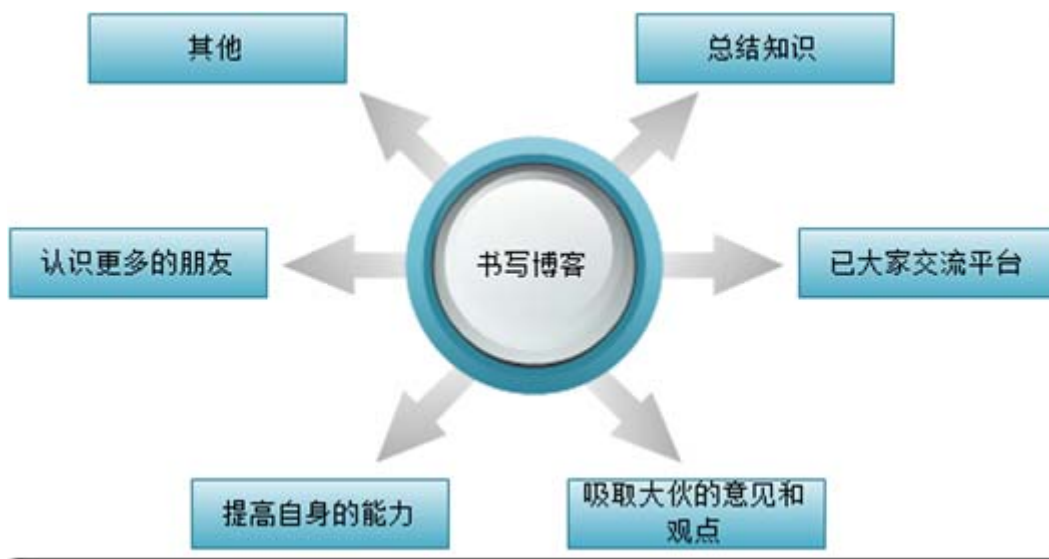 其他
总结知识
认识更多的朋友
书写博客
已大家交流平台
提高自身的能力
吸取大伙的意见和
观点